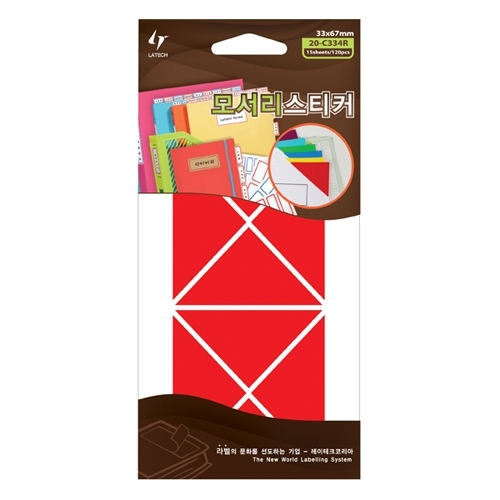 33x67mm
20-C334R
15sheets/120pcs
LATECH
모서리스티커
라벨의 문화를 선도하는 기업 - 레이테크코리아
The New World Labelling System